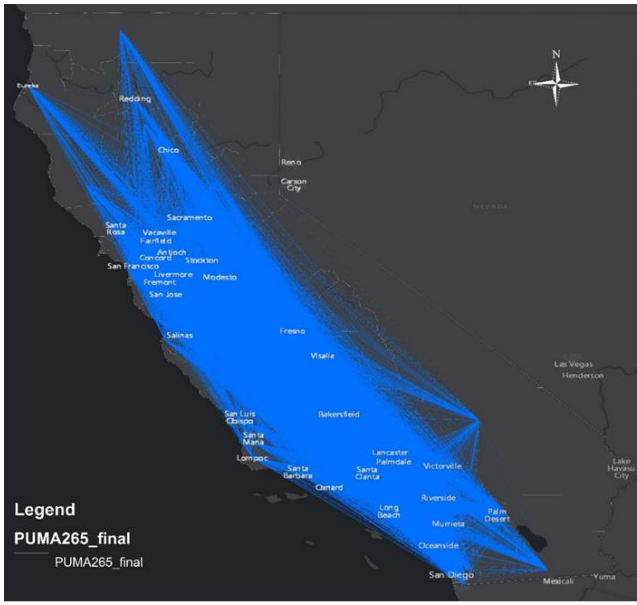 N
Eureka
Redding
Chico
Reno
Carson
City
NEVADA
Sacramento
Santa
Rosa
Vacaville
Fairfield
Antioch
Concord
Stockton
San Francisco
Livermore
Modesto
Fremont
San Jose
Salinas
Fresno
Visalia
Las Vegas
Henderson
San Luis
Obispo
Bakersfield
Santa
Maria
Lompoc
Lancaster
Palmdale
Victorville
Lake
Havasu
City
Santa
Barbara
Santa
Clarita
Oxnard
Riverside
Long
Beach
Palm
Desert
Murrieta
Oceanside
San Diego
Mexicali
Yuma
Legend
PUMA265_final
PUMA265_final